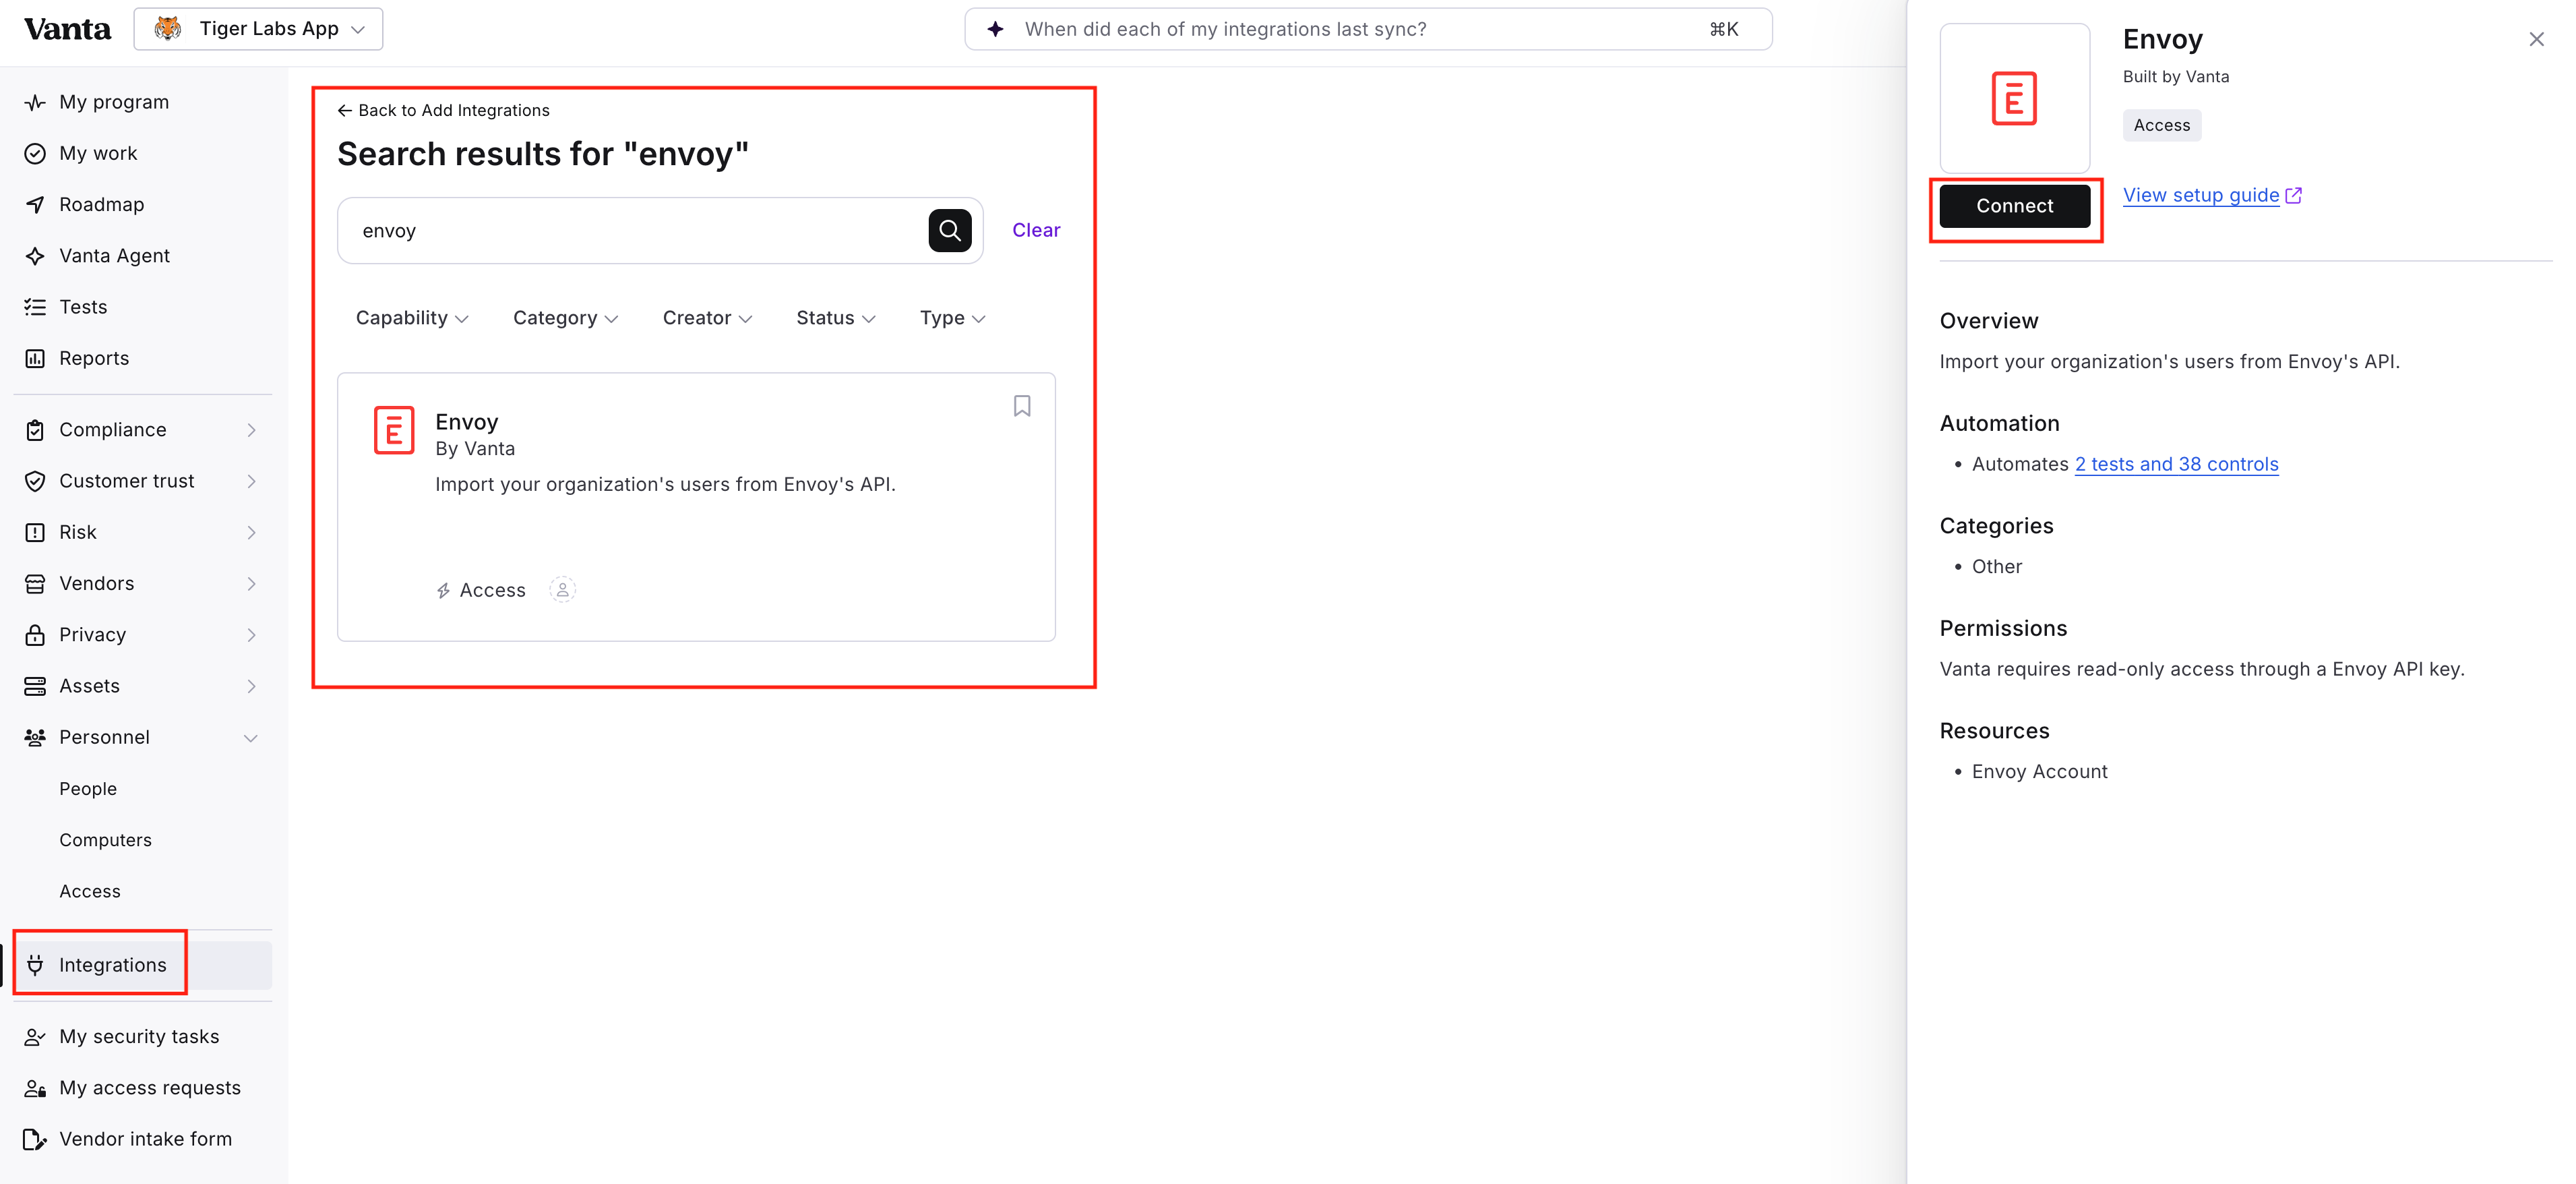 Vanta
Tiger Labs App
When did each of my integrations last sync?
⌘K
My program
My work
Roadmap
Vanta Agent
Tests
Reports
Compliance
Customer trust
Risk
Vendors
Privacy
Assets
Personnel
People
Computers
Access
Integrations
My security tasks
My access requests
Vendor intake form
← Back to Add Integrations
Search results for "envoy"
envoy
Clear
Capability
Category
Creator
Status
Type
Envoy
By Vanta
Import your organization's users from Envoy's API.
Access
Envoy
Built by Vanta
Access
Connect
View setup guide
Overview
Import your organization's users from Envoy's API.
Automation
• Automates 2 tests and 38 controls
Categories
• Other
Permissions
Vanta requires read-only access through a Envoy API key.
Resources
• Envoy Account